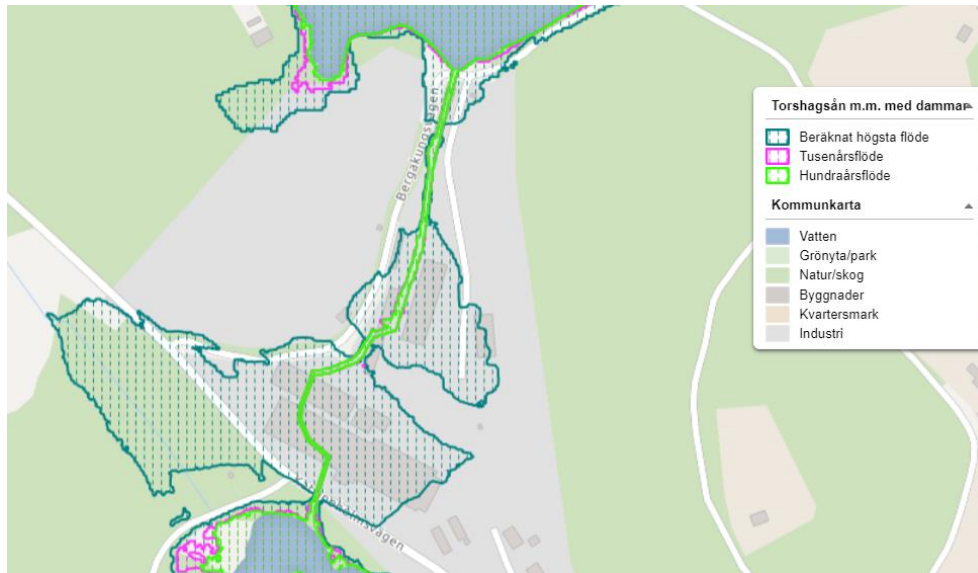 Bergakungsvägen
Torshagsån m.m. med dammar
Beräknat högsta flöde
Tusenårsflöde
Hundraårsflöde
Kommunkarta
Vatten
Grönyta/park
Natur/skog
Byggnader
Kvartersmark
Industri